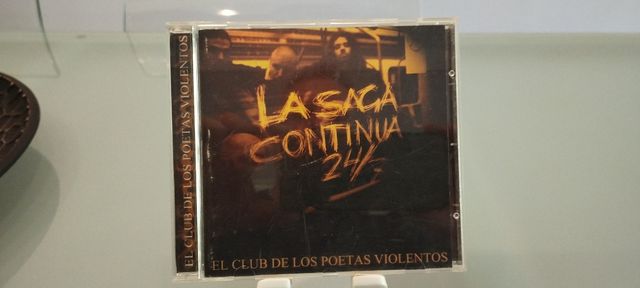 EL CLUB DE LOS POETAS VIOLENTOS
LA SAGA
CONTINUA
24/7
EL CLUB DE LOS POETAS VIOLENTOS